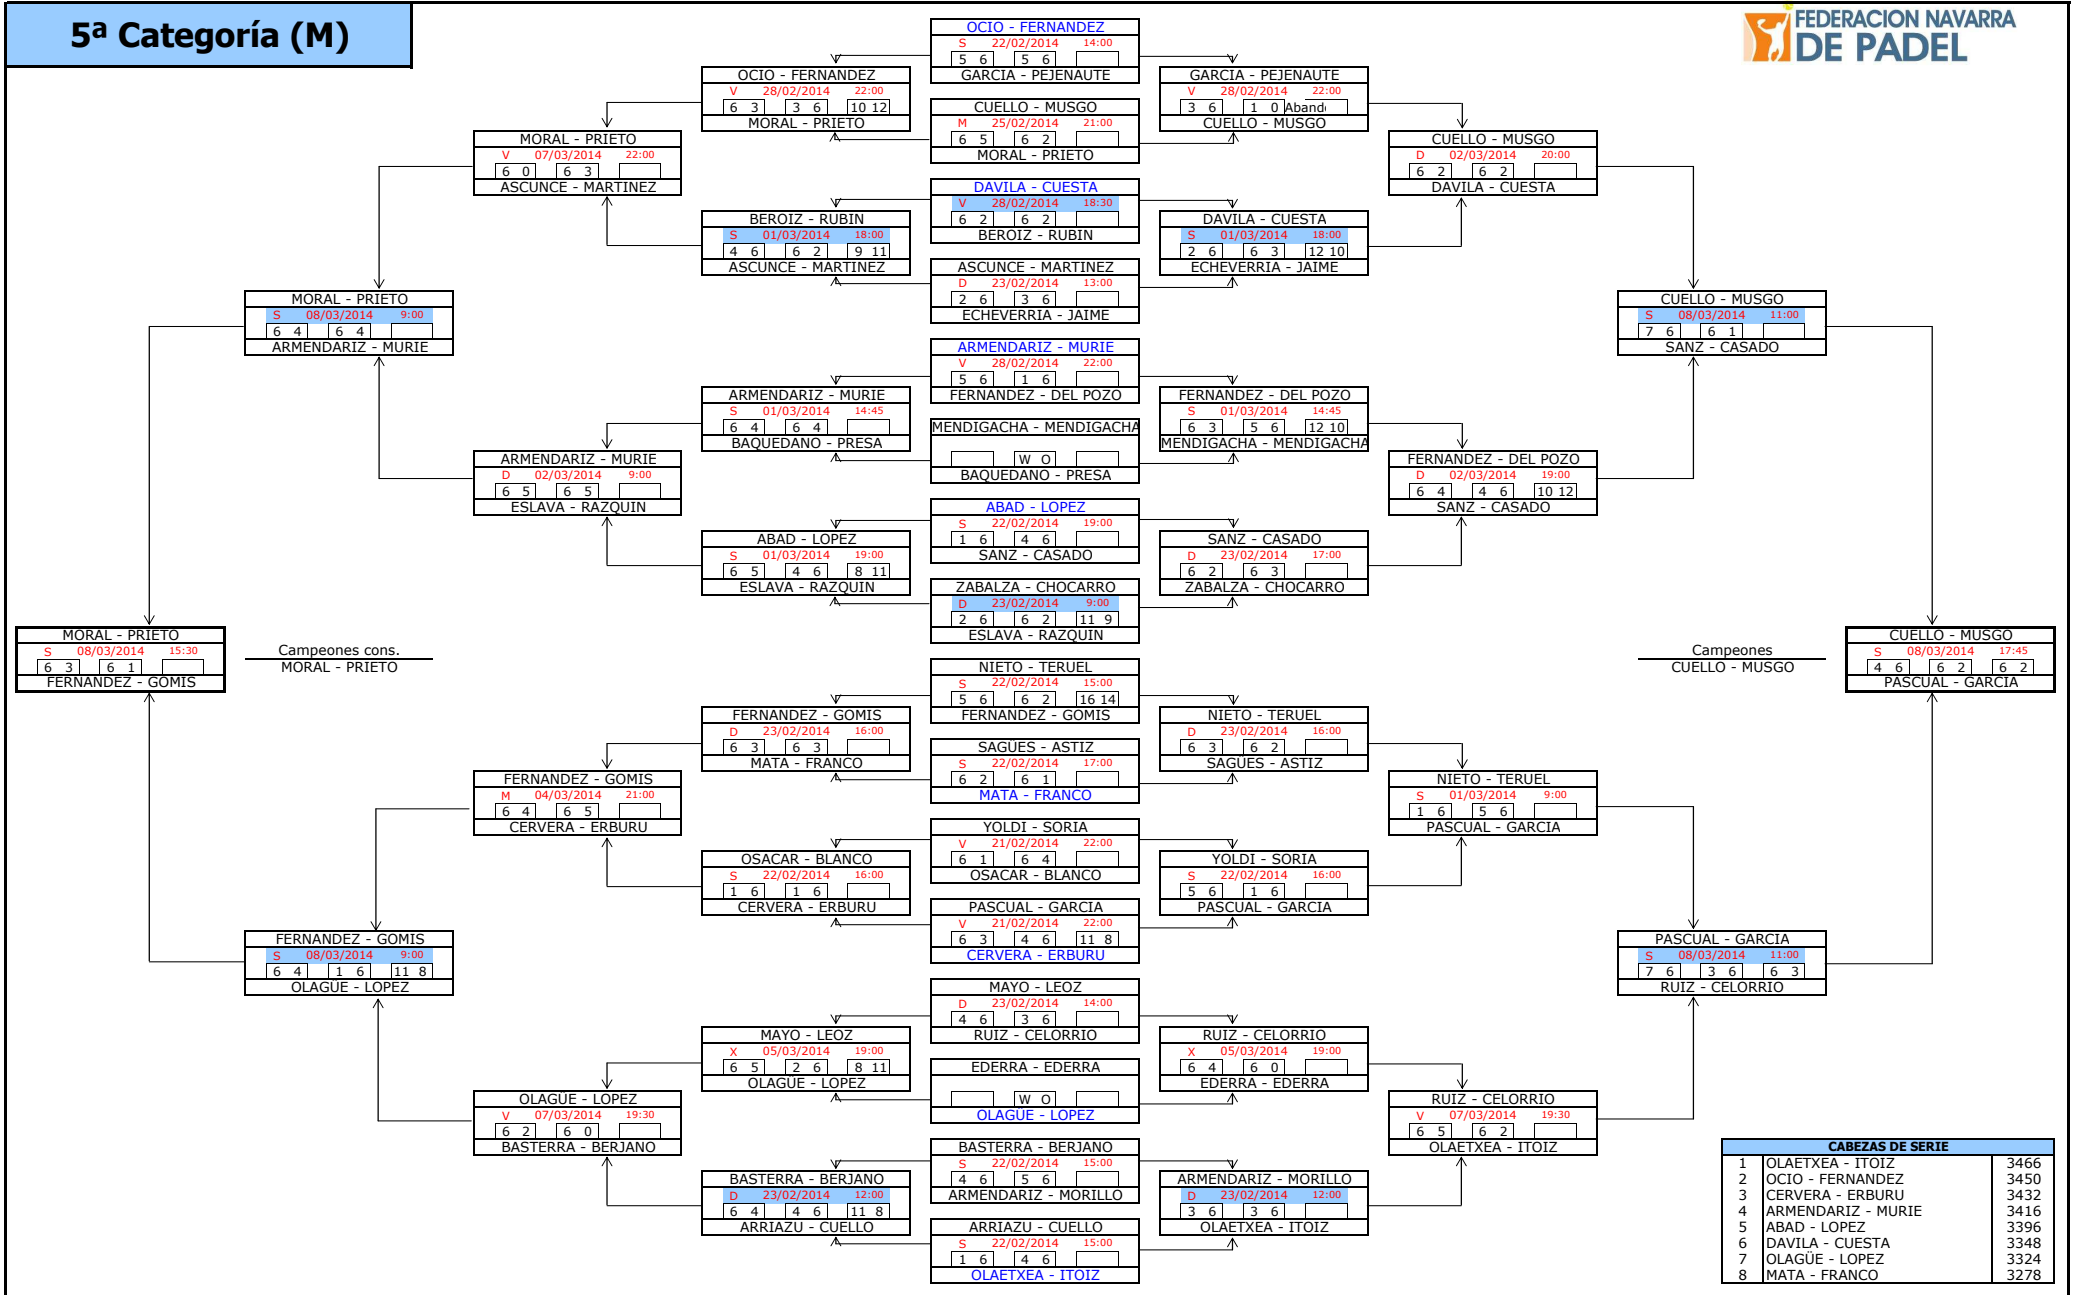 5ª Categoría (M)
FEDERACION NAVARRA
DE PADEL
OCIO - FERNANDEZ
S 22/02/2014 14:00
5 6 5 6
GARCIA - PEJENAUTE
CUELLO - MUSGO
M 25/02/2014 21:00
6 5 6 2
MORAL - PRIETO
DAVILA - CUESTA
V 28/02/2014 18:30
6 2 6 2
BEROIZ - RUBIN
ASCUNCE - MARTINEZ
D 23/02/2014 13:00
2 6 3 6
ECHEVERRIA - JAIME
ARMENDARIZ - MURIE
V 28/02/2014 22:00
5 6 1 6
FERNANDEZ - DEL POZO
MENDIGACHA - MENDIGACHA
W O
BAQUEDANO - PRESA
ABAD - LOPEZ
S 22/02/2014 19:00
1 6 4 6
SANZ - CASADO
ZABALZA - CHOCARRO
D 23/02/2014 9:00
2 6 6 2 11 9
ESLAVA - RAZQUIN
NIETO - TERUEL
S 22/02/2014 15:00
5 6 6 2 16 14
FERNANDEZ - GOMIS
SAGÜES - ASTIZ
S 22/02/2014 17:00
6 2 6 1
MATA - FRANCO
YOLDI - SORIA
V 21/02/2014 22:00
6 1 6 4
OSACAR - BLANCO
PASCUAL - GARCIA
V 21/02/2014 22:00
6 3 4 6 11 8
CERVERA - ERBURU
MAYO - LEOZ
D 23/02/2014 14:00
4 6 3 6
RUIZ - CELORRIO
EDERRA - EDERRA
W O
OLAGÜE - LOPEZ
BASTERRA - BERJANO
S 22/02/2014 15:00
4 6 5 6
ARMENDARIZ - MORILLO
ARRIAZU - CUELLO
S 22/02/2014 15:00
1 6 4 6
OLAETXEA - ITOIZ
OCIO - FERNANDEZ
V 28/02/2014 22:00
6 3 3 6 10 12
MORAL - PRIETO
BEROIZ - RUBIN
S 01/03/2014 18:00
4 6 6 2 9 11
ASCUNCE - MARTINEZ
ARMENDARIZ - MURIE
S 01/03/2014 14:45
6 4 6 4
BAQUEDANO - PRESA
ABAD - LOPEZ
S 01/03/2014 19:00
6 5 4 6 8 11
ESLAVA - RAZQUIN
FERNANDEZ - GOMIS
D 23/02/2014 16:00
6 3 6 3
MATA - FRANCO
OSACAR - BLANCO
S 22/02/2014 16:00
1 6 1 6
CERVERA - ERBURU
MAYO - LEOZ
X 05/03/2014 19:00
6 5 2 6 8 11
OLAGÜE - LOPEZ
BASTERRA - BERJANO
D 23/02/2014 12:00
6 4 4 6 11 8
ARRIAZU - CUELLO
MORAL - PRIETO
V 07/03/2014 22:00
6 0 6 3
ASCUNCE - MARTINEZ
ARMENDARIZ - MURIE
D 02/03/2014 9:00
6 5 6 5
ESLAVA - RAZQUIN
FERNANDEZ - GOMIS
M 04/03/2014 21:00
6 4 6 5
CERVERA - ERBURU
OLAGÜE - LOPEZ
V 07/03/2014 19:30
6 2 6 0
BASTERRA - BERJANO
MORAL - PRIETO
S 08/03/2014 9:00
6 4 6 4
ARMENDARIZ - MURIE
FERNANDEZ - GOMIS
S 08/03/2014 9:00
6 4 1 6 11 8
OLAGÜE - LOPEZ
MORAL - PRIETO
S 08/03/2014 15:30
6 3 6 1
FERNANDEZ - GOMIS
Campeones cons.
MORAL - PRIETO
GARCIA - PEJENAUTE
V 28/02/2014 22:00
3 6 1 0 Aband
CUELLO - MUSGO
DAVILA - CUESTA
S 01/03/2014 18:00
2 6 6 3 12 10
ECHEVERRIA - JAIME
FERNANDEZ - DEL POZO
S 01/03/2014 14:45
6 3 5 6 12 10
MENDIGACHA - MENDIGACHA
SANZ - CASADO
D 23/02/2014 17:00
6 2 6 3
ZABALZA - CHOCARRO
NIETO - TERUEL
D 23/02/2014 16:00
6 3 6 2
SAGÜES - ASTIZ
YOLDI - SORIA
S 22/02/2014 16:00
5 6 1 6
PASCUAL - GARCIA
RUIZ - CELORRIO
X 05/03/2014 19:00
6 4 6 0
EDERRA - EDERRA
ARMENDARIZ - MORILLO
D 23/02/2014 12:00
3 6 3 6
OLAETXEA - ITOIZ
CUELLO - MUSGO
D 02/03/2014 20:00
6 2 6 2
DAVILA - CUESTA
FERNANDEZ - DEL POZO
D 02/03/2014 19:00
6 4 4 6 10 12
SANZ - CASADO
NIETO - TERUEL
S 01/03/2014 9:00
1 6 5 6
PASCUAL - GARCIA
RUIZ - CELORRIO
V 07/03/2014 19:30
6 5 6 2
OLAETXEA - ITOIZ
CUELLO - MUSGO
S 08/03/2014 11:00
7 6 6 1
SANZ - CASADO
PASCUAL - GARCIA
S 08/03/2014 11:00
7 6 3 6 6 3
RUIZ - CELORRIO
Campeones
CUELLO - MUSGO
CUELLO - MUSGO
S 08/03/2014 17:45
4 6 6 2 6 2
PASCUAL - GARCIA
CABEZAS DE SERIE
1 OLAETXEA - ITOIZ 3466
2 OCIO - FERNANDEZ 3450
3 CERVERA - ERBURU 3432
4 ARMENDARIZ - MURIE 3416
5 ABAD - LOPEZ 3396
6 DAVILA - CUESTA 3348
7 OLAGÜE - LOPEZ 3324
8 MATA - FRANCO 3278